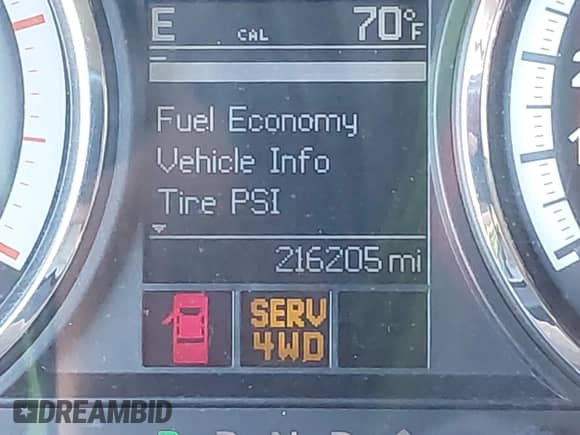 E CAL 70°F
Fuel Economy
Vehicle Info
Tire PSI
216205 mi
SERV
4WD
DREAMBID